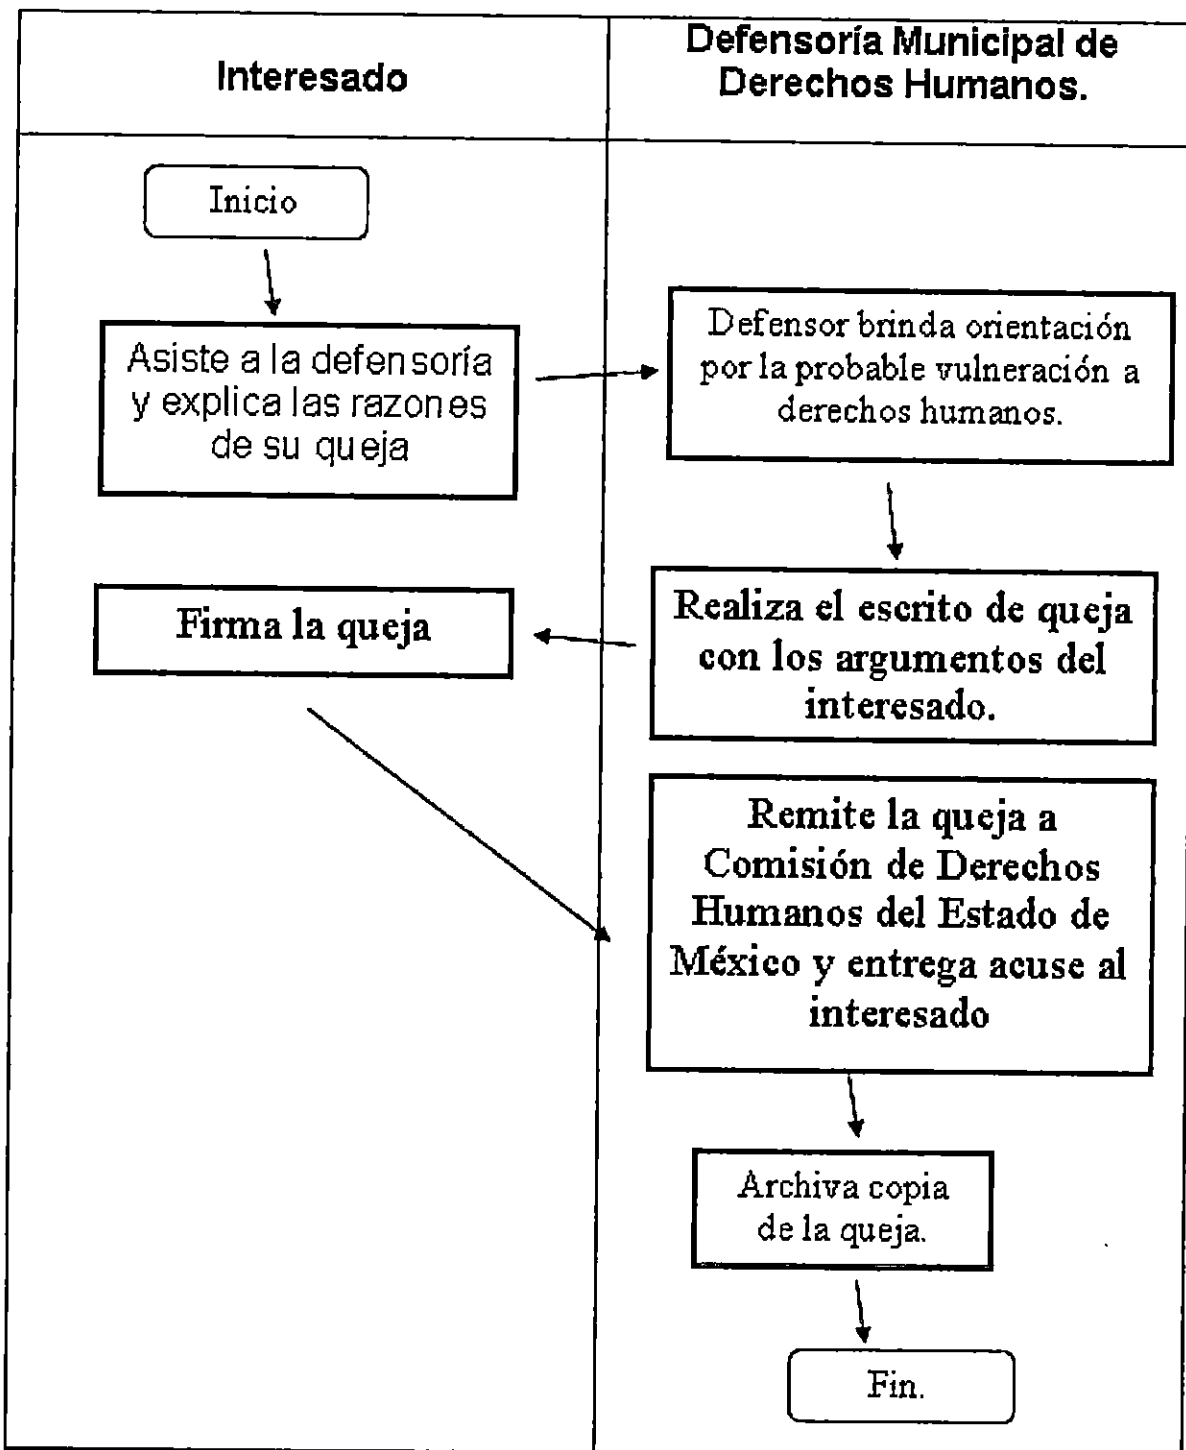 Interesado
Defensoría Municipal de
Derechos Humanos.
Inicio
Asiste a la defensoría
y explica las razones
de su queja
Defensor brinda orientación
por la probable vulneración a
derechos humanos.
Realiza el escrito de queja
con los argumentos del
interesado.
Firma la queja
Remite la queja a
Comisión de Derechos
Humanos del Estado de
México y entrega acuse al
interesado
Archiva copia
de la queja.
Fin.